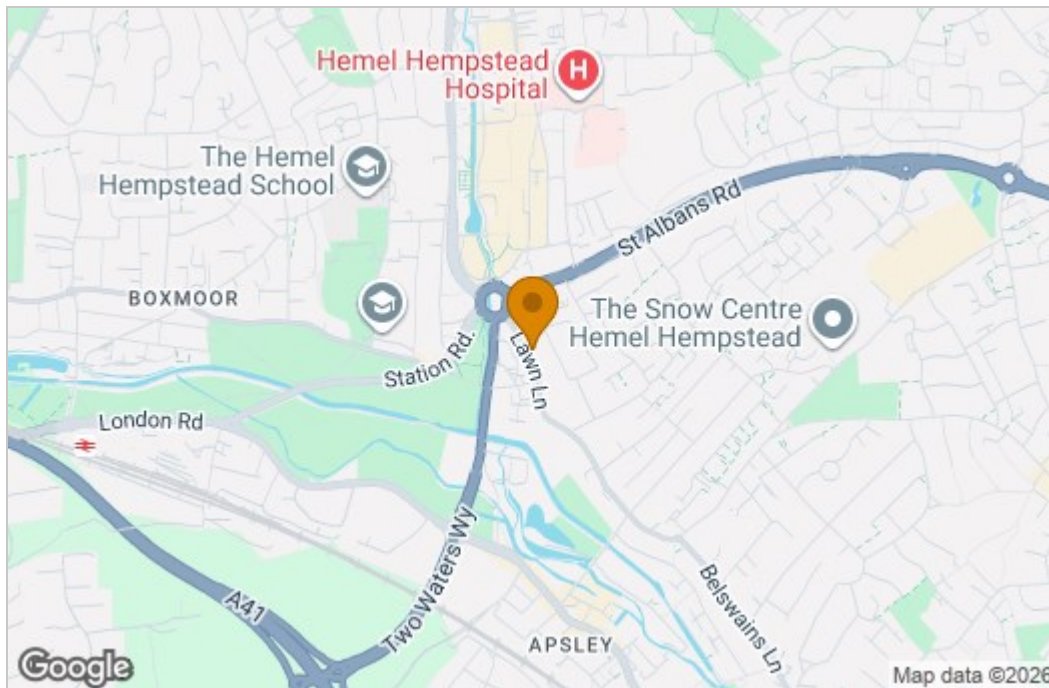 Hemel Hempstead
Hospital
H
The Hemel
Hempstead School
St Albans Rd
BOXMOOR
The Snow Centre
Hemel Hempstead
Station Rd.
Lawn Ln
London Rd
Two Waters Wy
A41
Belswains Ln
APSLEY
Google
Map data ©2026